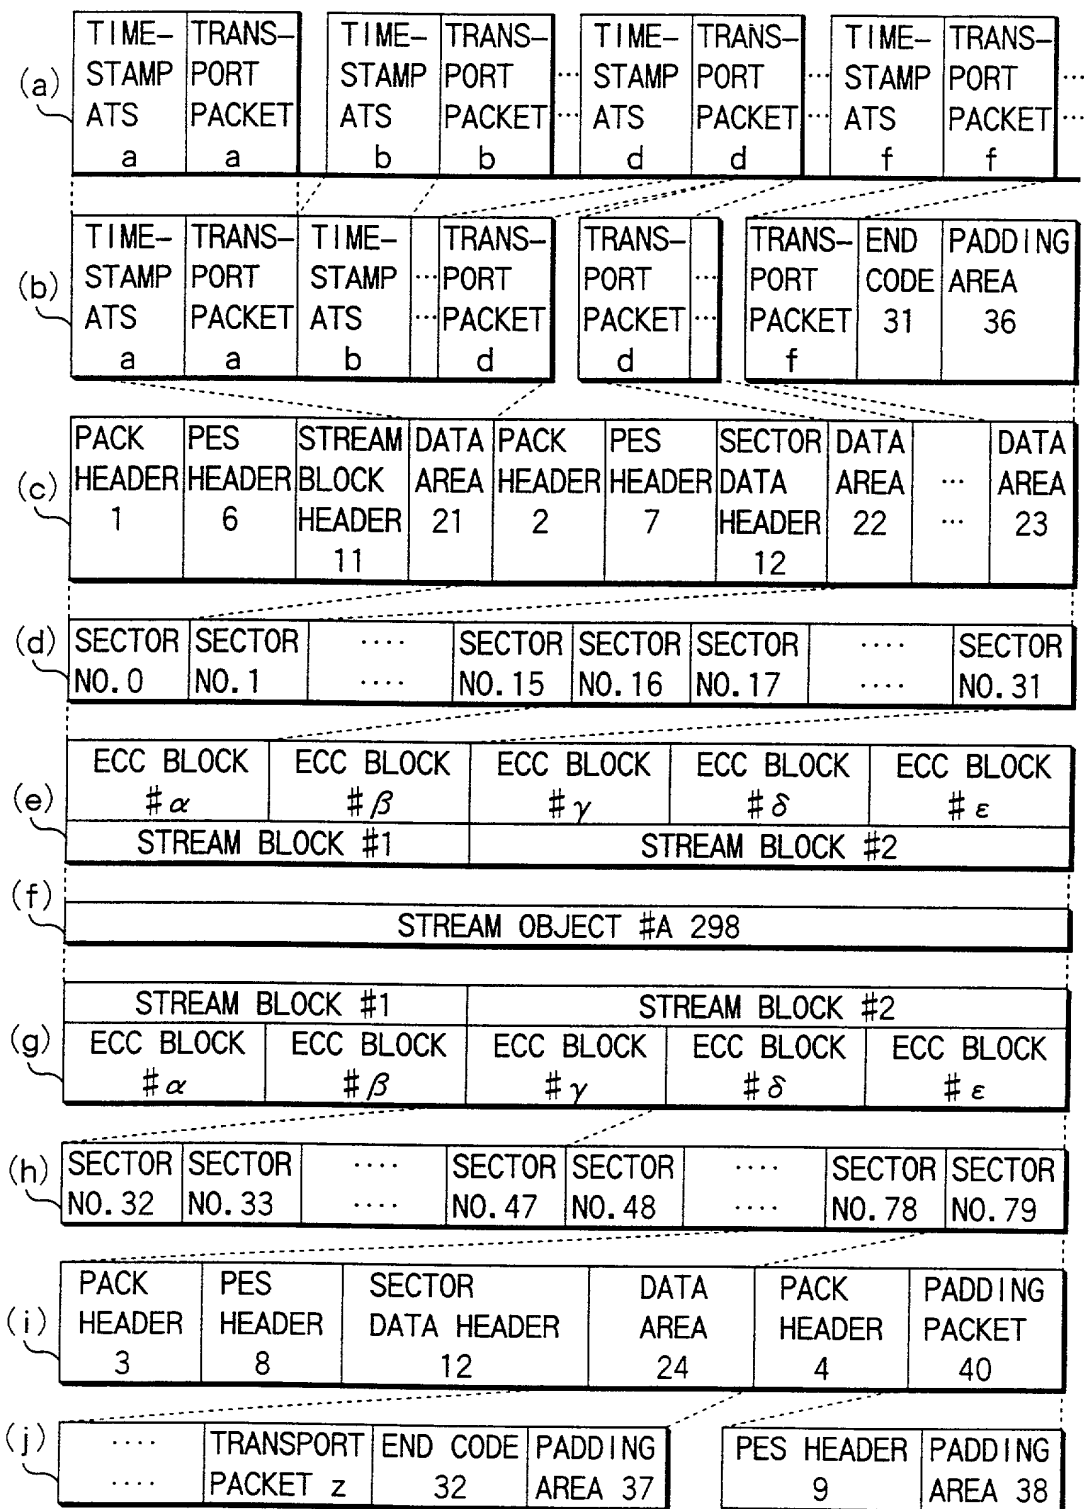 (a)
TIME- TRANS- TIME- TRANS- TIME- TRANS- TIME- TRANS-
STAMP PORT STAMP PORT ... STAMP PORT ... STAMP PORT ...
ATS PACKET ATS PACKET ... ATS PACKET ... ATS PACKET ...
a a b b d d f f
(b)
TIME- TRANS- TIME- TRANS- TRANS- TRANS- END PADDING
STAMP PORT STAMP ... PORT PORT ... PORT CODE AREA
ATS PACKET ATS ... PACKET PACKET ... PACKET 31 36
a a b d d f
(c)
PACK PES STREAM DATA PACK PES SECTOR DATA DATA
HEADER HEADER BLOCK AREA HEADER HEADER DATA AREA ... AREA
1 6 HEADER 21 2 7 HEADER 22 ... 23
11 12
(d)
SECTOR SECTOR .... SECTOR SECTOR SECTOR .... SECTOR
NO.0 NO.1 .... NO.15 NO.16 NO.17 .... NO.31
(e)
ECC BLOCK ECC BLOCK ECC BLOCK ECC BLOCK ECC BLOCK
#α #β #γ #δ #ε
STREAM BLOCK #1 STREAM BLOCK #2
(f)
STREAM OBJECT #A 298
(g)
STREAM BLOCK #1 STREAM BLOCK #2
ECC BLOCK ECC BLOCK ECC BLOCK ECC BLOCK ECC BLOCK
#α #β #γ #δ #ε
(h)
SECTOR SECTOR .... SECTOR SECTOR .... SECTOR SECTOR
NO.32 NO.33 .... NO.47 NO.48 .... NO.78 NO.79
(i)
PACK PES SECTOR DATA PACK PADDING
HEADER HEADER DATA HEADER AREA HEADER PACKET
3 8 12 24 4 40
(j)
.... TRANSPORT END CODE PADDING PES HEADER PADDING
.... PACKET z 32 AREA 37 9 AREA 38